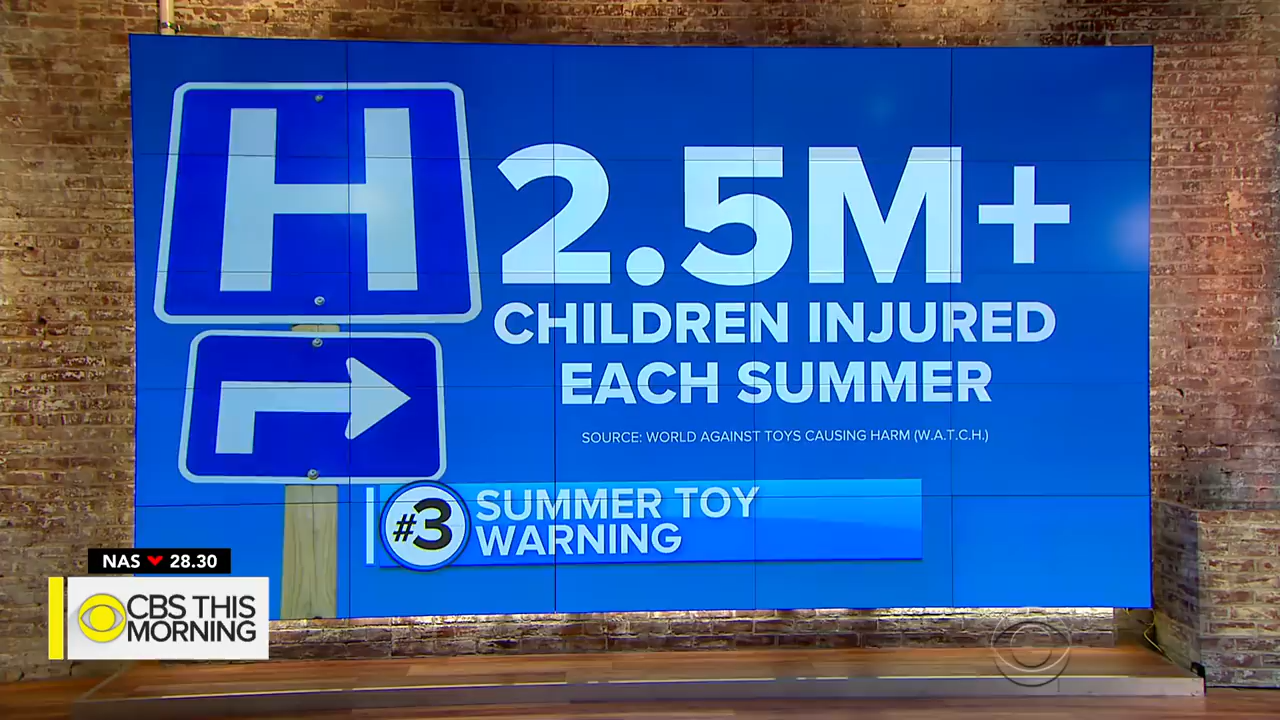 H
2.5M+
CHILDREN INJURED
EACH SUMMER
SOURCE: WORLD AGAINST TOYS CAUSING HARM (W.A.T.C.H.)
#3
SUMMER TOY
WARNING
NAS 28.30
CBS THIS
MORNING